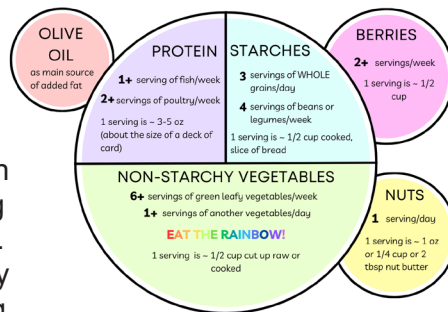 OLIVE
OIL
as main source
of added fat
PROTEIN
1+ serving of fish/week
2+ servings of poultry/week
1 serving is ~ 3-5 oz
(about the size of a deck of
card)
STARCHES
3 servings of WHOLE
grains/day
4 servings of beans or
legumes/week
1 serving is ~ 1/2 cup cooked,
slice of bread
BERRIES
2+ servings/week
1 serving is ~ 1/2
cup
NON-STARCHY VEGETABLES
6+ servings of green leafy vegetables/week
1+ servings of another vegetables/day
EAT THE RAINBOW!
1 serving is ~ 1/2 cup cut up raw or
cooked
NUTS
1 serving/day
1 serving is ~ 1 oz
or 1/4 cup or 2
tbsp nut butter